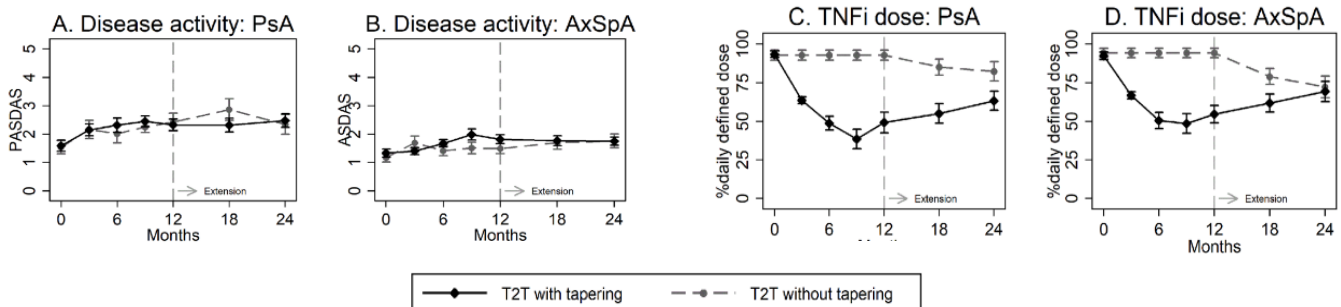 A. Disease activity: PsA
PASDAS
5
4
3
2
1
0
Extension
0 6 12 18 24
Months
B. Disease activity: AxSpA
ASDAS
5
4
3
2
1
0
Extension
0 6 12 18 24
Months
C. TNFi dose: PsA
%daily defined dose
100
75
50
25
0
Extension
0 6 12 18 24
D. TNFi dose: AxSpA
%daily defined dose
100
75
50
25
0
Extension
0 6 12 18 24
Months
T2T with tapering T2T without tapering